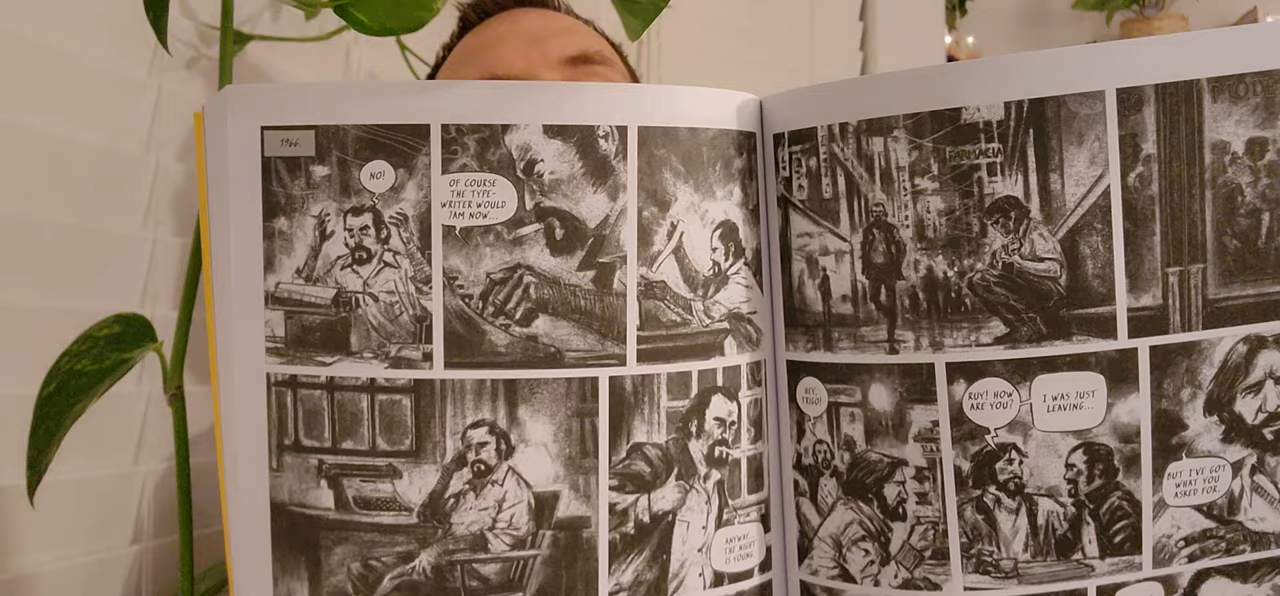 1966.
NO!
OF COURSE
THE TYPE-
WRITER WOULD
JAM NOW...
ANYWAY...
THE NIGHT
IS YOUNG.
FARMACIA
HEY,
TRIGO!
RUY! HOW
ARE YOU?
I WAS JUST
LEAVING...
BUT I'VE GOT
WHAT YOU
ASKED FOR.